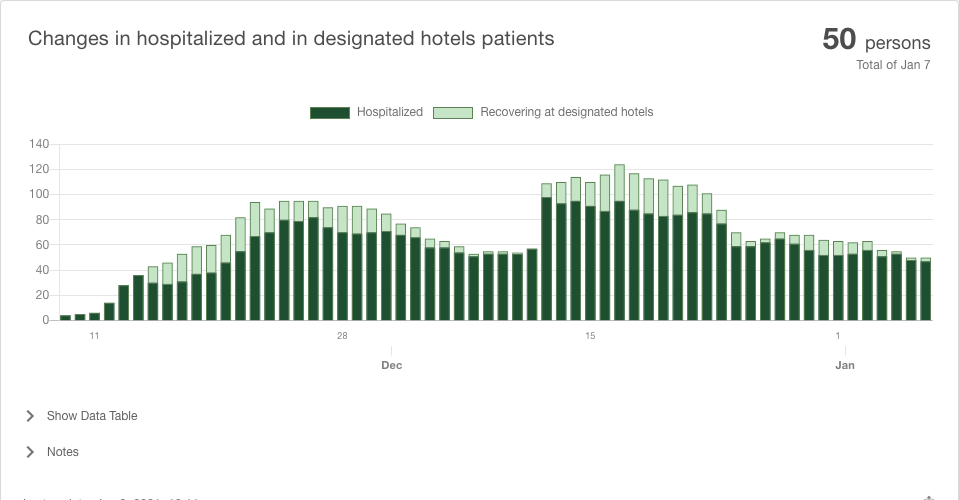 Changes in hospitalized and in designated hotels patients
50 persons
Total of Jan 7
Hospitalized Recovering at designated hotels
140
120
100
80
60
40
20
0
11 28 15 1
Dec Jan
Show Data Table
Notes